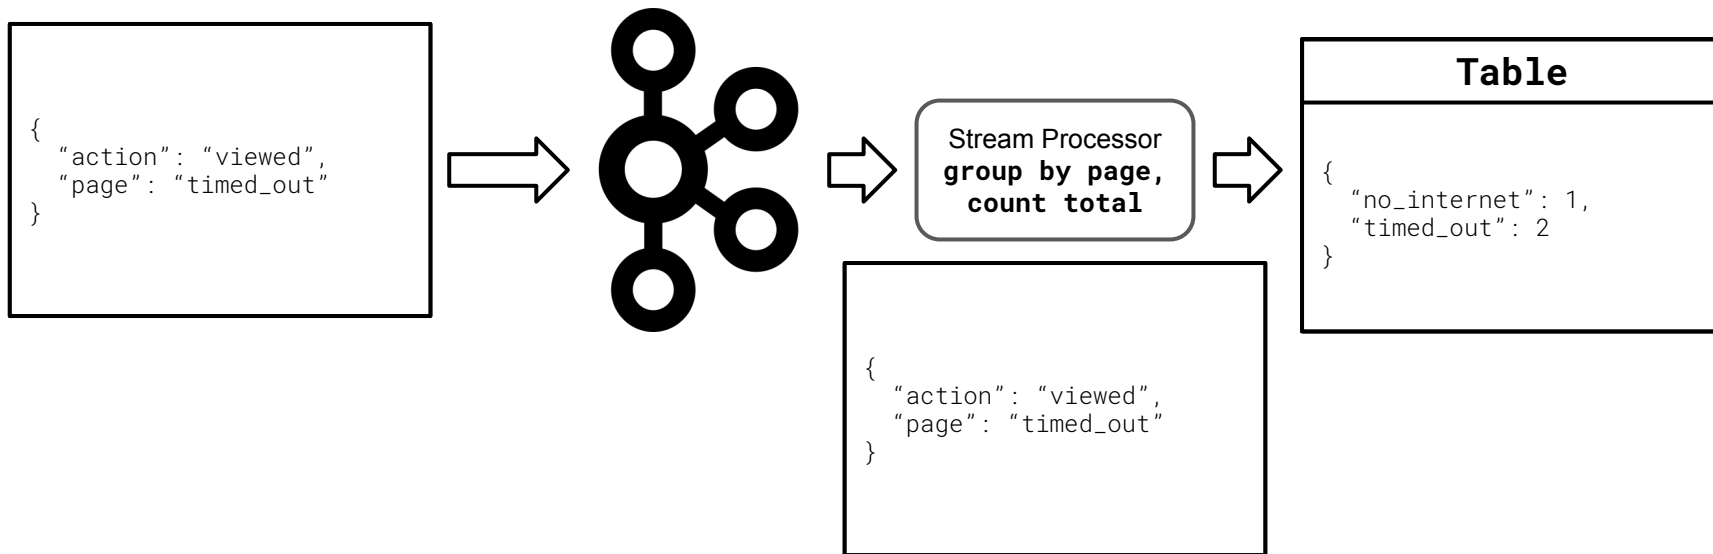 {
  “action”: “viewed”,
  “page”: “timed_out”
}
Stream Processor
group by page,
count total
{
  “action”: “viewed”,
  “page”: “timed_out”
}
Table
{
  “no_internet”: 1,
  “timed_out”: 2
}